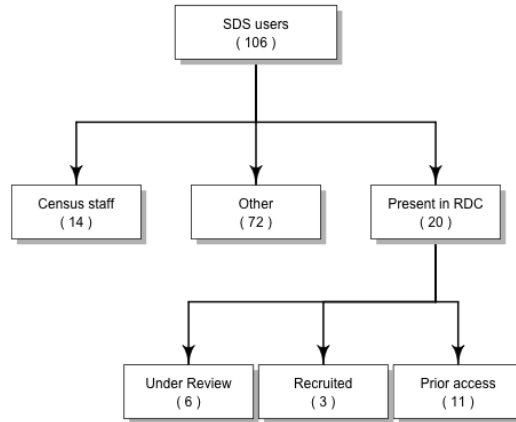 SDS users
( 106 )
Census staff
( 14 )
Other
( 72 )
Present in RDC
( 20 )
Under Review
( 6 )
Recruited
( 3 )
Prior access
( 11 )